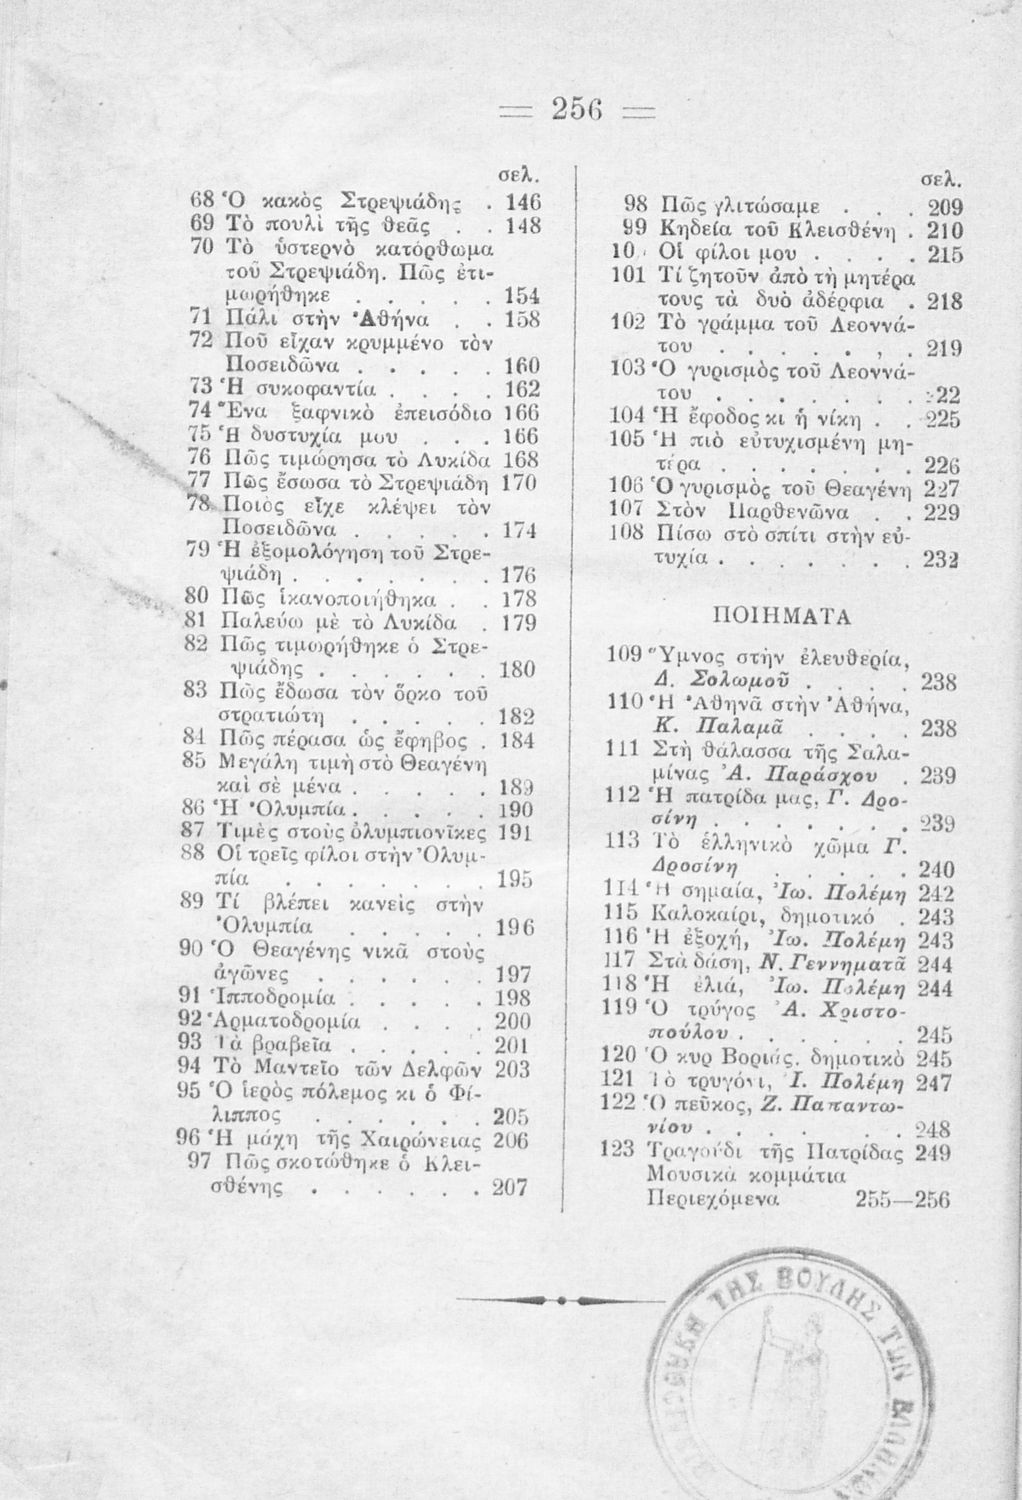 = 256 =
σελ.
68 Ὁ κακὸς Στρεψιάδης . 146
69 Τὸ πουλὶ τῆς θεᾶς . . 148
70 Τὸ ὑστερνὸ κατόρθωμα
τοῦ Στρεψιάδη. Πῶς ἐτι-
μωρήθηκε . . . . . 154
71 Πάλι στὴν Ἀθήνα . . 158
72 Ποῦ εἶχαν κρυμμένο τὸν
Ποσειδῶνα . . . . . 160
73 Ἡ συκοφαντία . . . . 162
74 Ἕνα ξαφνικὸ ἐπεισόδιο 166
75 Ἡ δυστυχία μου . . . 166
76 Πῶς τιμώρησα τὸ Λυκίδα 168
77 Πῶς ἔσωσα τὸ Στρεψιάδη 170
78 Ποιὸς εἶχε κλέψει τὸν
Ποσειδῶνα . . . . . 174
79 Ἡ ἐξομολόγηση τοῦ Στρε-
ψιάδη . . . . . . . 176
80 Πῶς ἱκανοποιήθηκα . . 178
81 Παλεύω μὲ τὸ Λυκίδα . 179
82 Πῶς τιμωρήθηκε ὁ Στρε-
ψιάδης . . . . . . 180
83 Πὼς ἔδωσα τὸν ὅρκο τοῦ
στρατιώτη . . . . . 182
84 Πῶς πέρασα ὡς ἔφηβος . 184
85 Μεγάλη τιμὴ στὸ Θεαγένη
καὶ σὲ μένα . . . . . 189
86 Ἡ Ὀλυμπία . . . . . 190
87 Τιμὲς στοὺς ὀλυμπιονῖκες 191
88 Οἱ τρεῖς φίλοι στὴν Ὀλυμ-
πία . . . . . . . 195
89 Τί βλέπει κανεὶς στὴν
Ὀλυμπία . . . . . 196
90 Ὁ Θεαγένης νικᾶ στοὺς
ἀγῶνες . . . . . . 197
91 Ἱπποδρομία . . . . . 198
92 Ἁρματοδρομία . . . . 200
93 Τὰ βραβεῖα . . . . . 201
94 Τὸ Μαντεῖο τῶν Δελφῶν 203
95 Ὁ ἱερὸς πόλεμος κι ὁ Φί-
λιππος . . . . . . 205
96 Ἡ μάχη τῆς Χαιρώνειας 206
97 Πῶς σκοτώθηκε ὁ Κλει-
σθένης . . . . . . 207
σελ.
98 Πῶς γλιτώσαμε . . . 209
99 Κηδεία τοῦ Κλεισθένη . 210
10 Οἱ φίλοι μου . . . . 215
101 Τί ζητοῦν ἀπὸ τὴ μητέρα
τους τὰ δυὸ ἀδέρφια . 218
102 Τὸ γράμμα τοῦ Λεοννά-
του . . . . . . . 219
103 Ὁ γυρισμὸς τοῦ Λεοννά-
του . . . . . . . 222
104 Ἡ ἔφοδος κι ἡ νίκη . . 225
105 Ἡ πιὸ εὐτυχισμένη μη-
τέρα . . . . . . . 226
106 Ὁ γυρισμὸς τοῦ Θεαγένη 227
107 Στὸν Παρθενῶνα . . 229
108 Πίσω στὸ σπίτι στὴν εὐ-
τυχία . . . . . . . 232
ΠΟΙΗΜΑΤΑ
109 Ὕμνος στὴν ἐλευθερία,
Δ. Σολωμοῦ . . . . 238
110 Ἡ Ἀθηνᾶ στὴν Ἀθήνα,
Κ. Παλαμᾶ . . . . 238
111 Στὴ θάλασσα τῆς Σαλα-
μίνας Ἀ. Παράσχου . 239
112 Ἡ πατρίδα μας, Γ. Δρο-
σίνη . . . . . . . 239
113 Τὸ ἑλληνικὸ χῶμα Γ.
Δροσίνη . . . . . 240
114 Ἡ σημαία, Ἰω. Πολέμη 242
115 Καλοκαίρι, δημοτικό . 243
116 Ἡ ἐξοχή, Ἰω. Πολέμη 243
117 Στὰ δάση, Ν. Γεννηματᾶ 244
118 Ἡ ἐλιά, Ἰω. Πολέμη 244
119 Ὁ τρύγος Ἀ. Χριστο-
πούλου . . . . . . 245
120 Ὁ κυρ Βοριάς. δημοτικὸ 245
121 Τὸ τρυγόνι, Ι. Πολέμη 247
122 Ὁ πεῦκος, Ζ. Παπαντω-
νίου . . . . . . . 248
123 Τραγούδι τῆς Πατρίδας 249
Μουσικὰ κομμάτια
Περιεχόμενα 255—256
ΒΙΒΛΙΟΘΗΚΗ ΤΗΣ ΒΟΥΛΗΣ ΤΩΝ